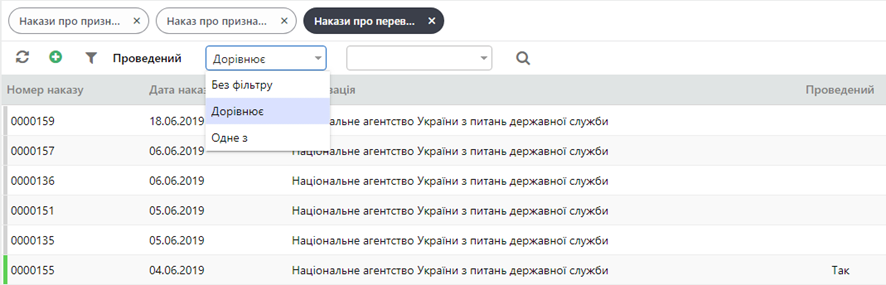 Накази про призн... × Наказ про призна... × Накази про перев... ×
Проведений Дорівнює
Без фільтру
Дорівнює
Одне з
Номер наказу Дата нака зація Проведений
0000159 18.06.2019 Національне агентство України з питань державної служби
0000157 06.06.2019 Національне агентство України з питань державної служби
0000136 06.06.2019 Національне агентство України з питань державної служби
0000151 05.06.2019 Національне агентство України з питань державної служби
0000135 05.06.2019 Національне агентство України з питань державної служби
0000155 04.06.2019 Національне агентство України з питань державної служби Так